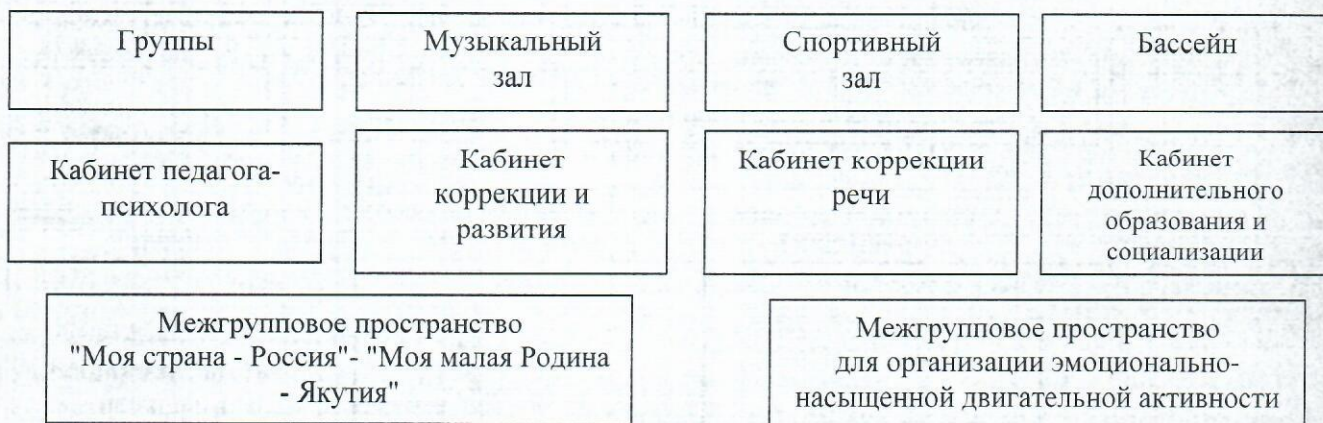 Группы
Музыкальный
зал
Спортивный
зал
Бассейн
Кабинет педагога-
психолога
Кабинет
коррекции и
развития
Кабинет коррекции
речи
Кабинет
дополнительного
образования и
социализации
Межгрупповое пространство
"Моя страна - Россия"- "Моя малая Родина
- Якутия"
Межгрупповое пространство
для организации эмоционально-
насыщенной двигательной активности